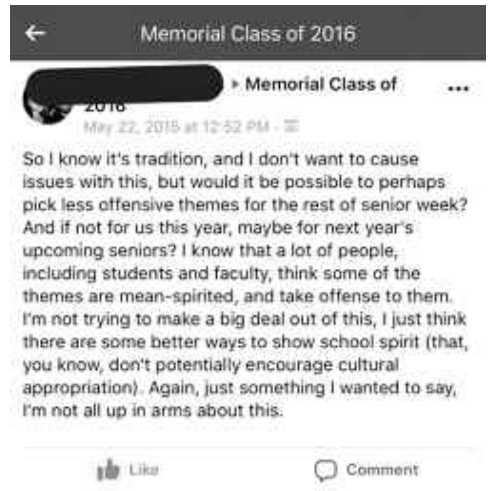 Memorial Class of 2016
▸ Memorial Class of
2016
May 22, 2015 at 12:52 PM ·
So I know it's tradition, and I don't want to cause
issues with this, but would it be possible to perhaps
pick less offensive themes for the rest of senior week?
And if not for us this year, maybe for next year's
upcoming seniors? I know that a lot of people,
including students and faculty, think some of the
themes are mean-spirited, and take offense to them.
I'm not trying to make a big deal out of this, I just think
there are some better ways to show school spirit (that,
you know, don't potentially encourage cultural
appropriation). Again, just something I wanted to say,
I'm not all up in arms about this.
Like
Comment